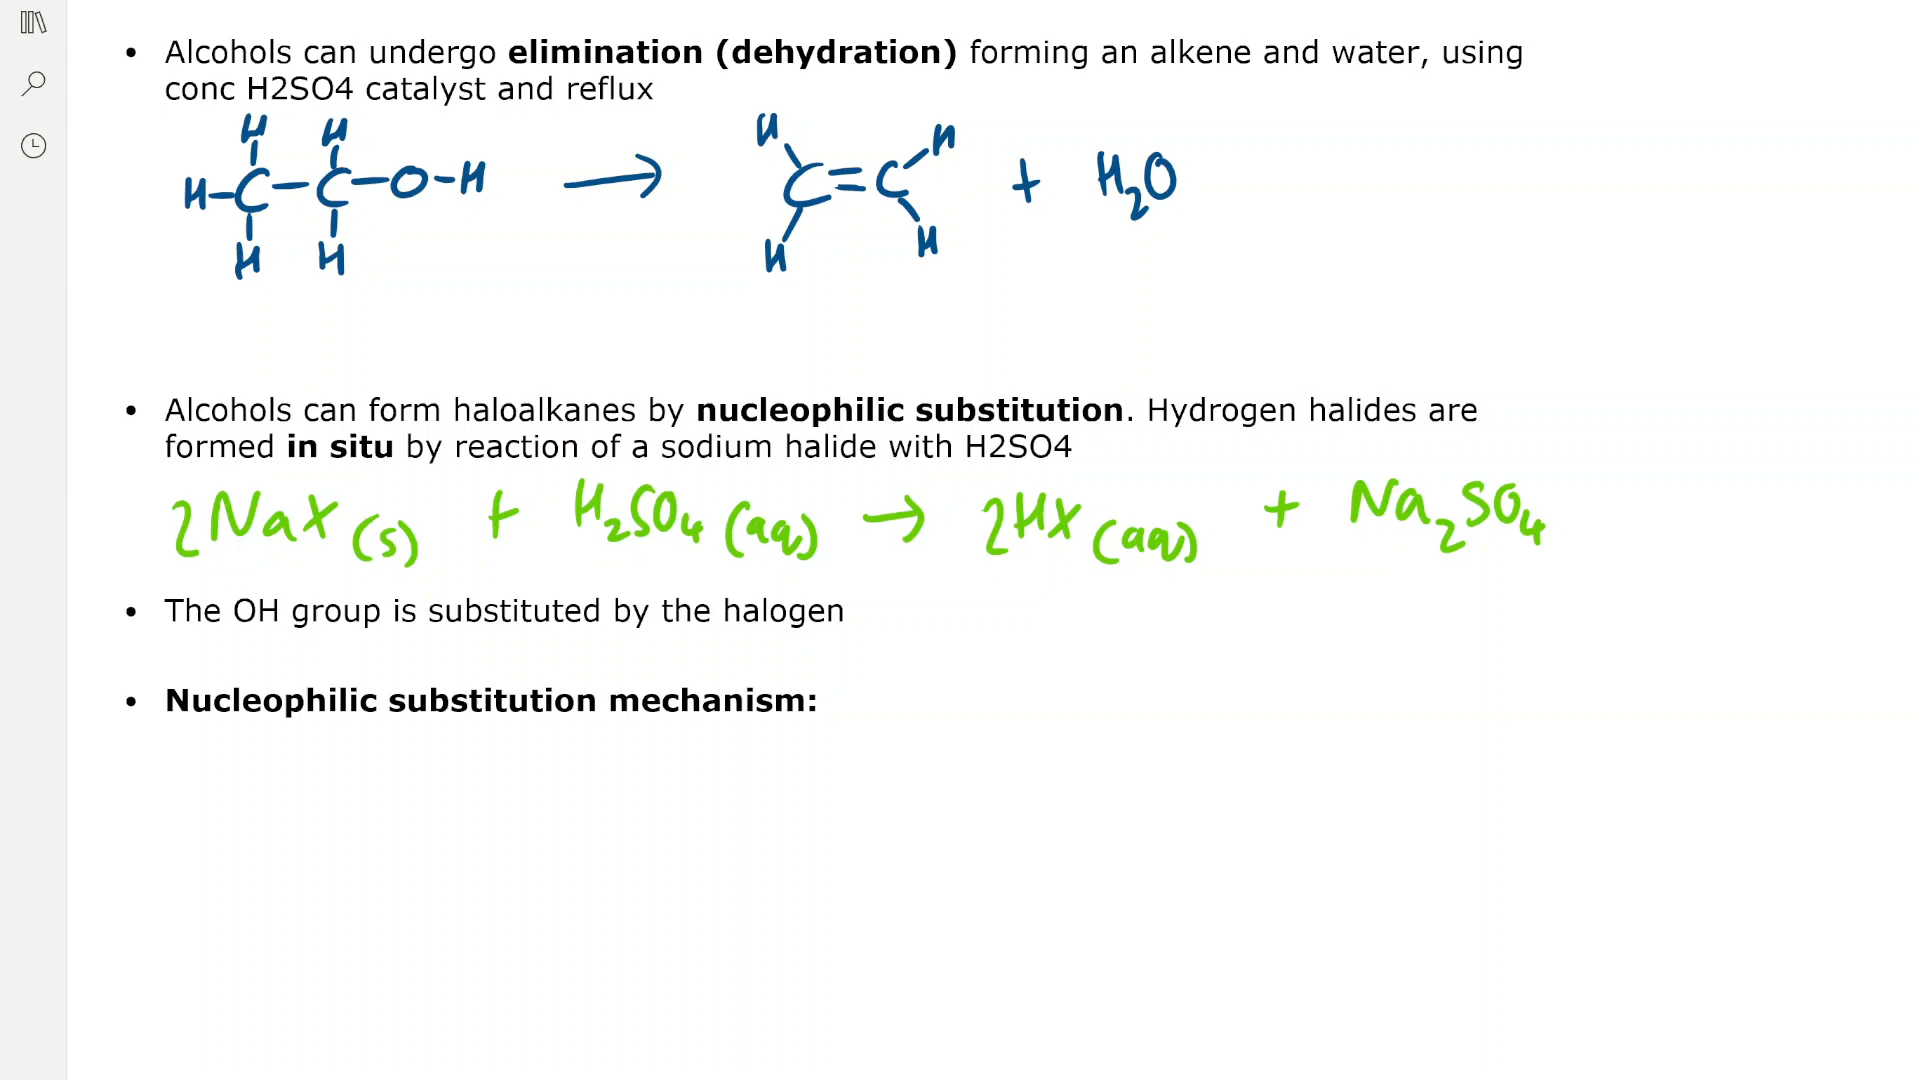 • Alcohols can undergo elimination (dehydration) forming an alkene and water, using
conc H2SO4 catalyst and reflux
H H H H
H-C-C-O-H → C=C + H₂O
H H H H
• Alcohols can form haloalkanes by nucleophilic substitution. Hydrogen halides are
formed in situ by reaction of a sodium halide with H2SO4
2NaX(s) + H₂SO₄(aq) → 2HX(aq) + Na₂SO₄
• The OH group is substituted by the halogen
• Nucleophilic substitution mechanism: